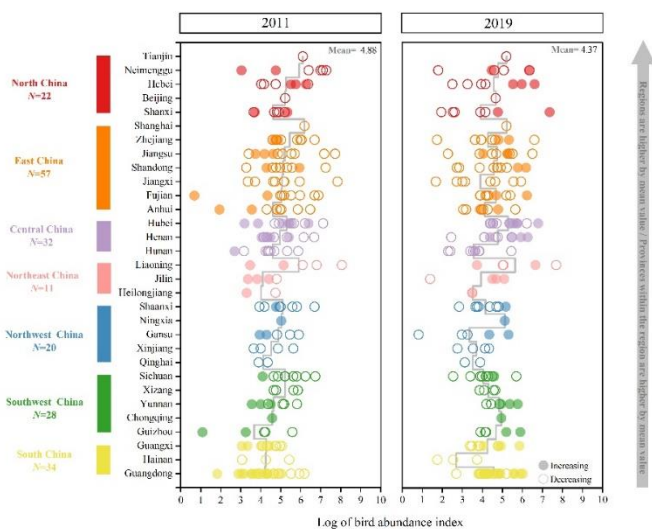 2011
2019
Mean= 4.88
Mean= 4.37
North China
N=22
East China
N=57
Central China
N=32
Northeast China
N=11
Northwest China
N=20
Southwest China
N=28
South China
N=34
Tianjin
Neimenggu
Hebei
Beijing
Shanxi
Shanghai
Zhejiang
Jiangsu
Shandong
Jiangxi
Fujian
Anhui
Hubei
Henan
Hunan
Liaoning
Jilin
Heilongjiang
Shaanxi
Ningxia
Gansu
Xinjiang
Qinghai
Sichuan
Xizang
Yunnan
Chongqing
Guizhou
Guangxi
Hainan
Guangdong
Increasing
Decreasing
0 1 2 3 4 5 6 7 8 9 10
0 1 2 3 4 5 6 7 8 9 10
Log of bird abundance index
Regions are higher by mean value / Provinces within the region are higher by mean value